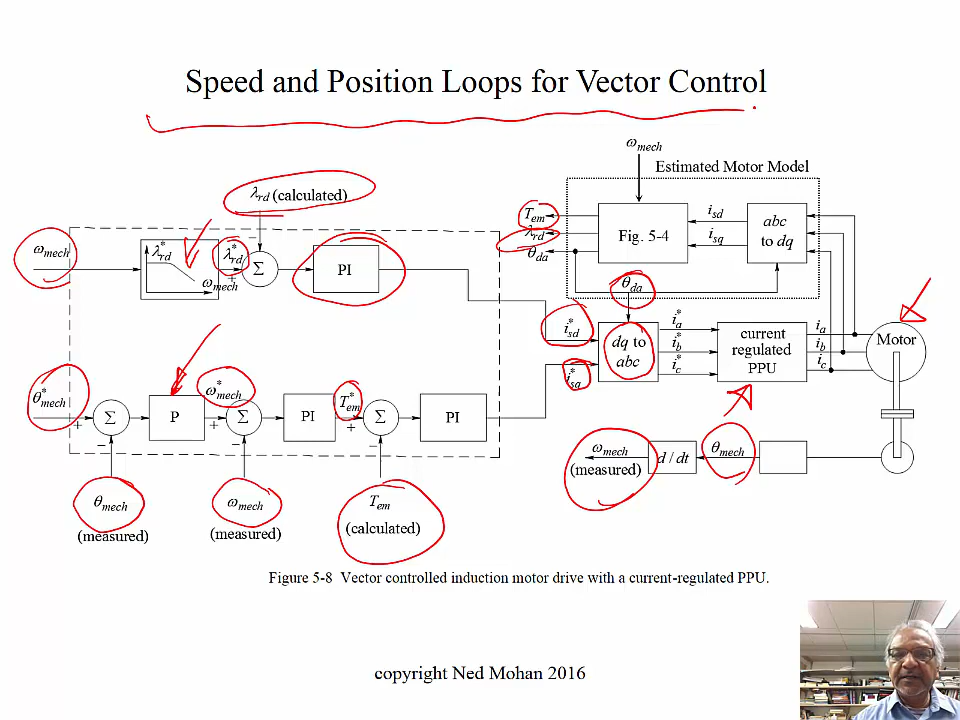 Speed and Position Loops for Vector Control
ω mech
Estimated Motor Model
λrd (calculated)
Tem
λrd
θda
Fig. 5-4
isd
isq
abc
to dq
ωmech
λ*rd
ωmech
λ*rd
−
+
Σ
PI
θda
i*sd
i*sq
dq to
abc
i*a
i*b
i*c
current
regulated
PPU
ia
ib
ic
Motor
θ*mech
+
−
Σ
P
ω*mech
+
−
Σ
PI
T*em
+
−
Σ
PI
ωmech
(measured)
d / dt
θmech
θmech
(measured)
ωmech
(measured)
Tem
(calculated)
Figure 5-8 Vector controlled induction motor drive with a current-regulated PPU.
copyright Ned Mohan 2016